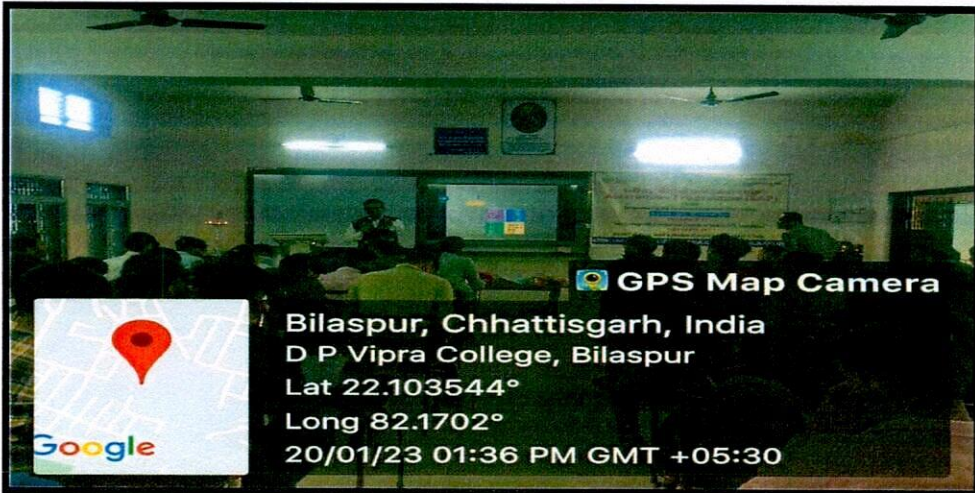 GPS Map Camera
Bilaspur, Chhattisgarh, India
D P Vipra College, Bilaspur
Lat 22.103544°
Long 82.1702°
20/01/23 01:36 PM GMT +05:30
Google